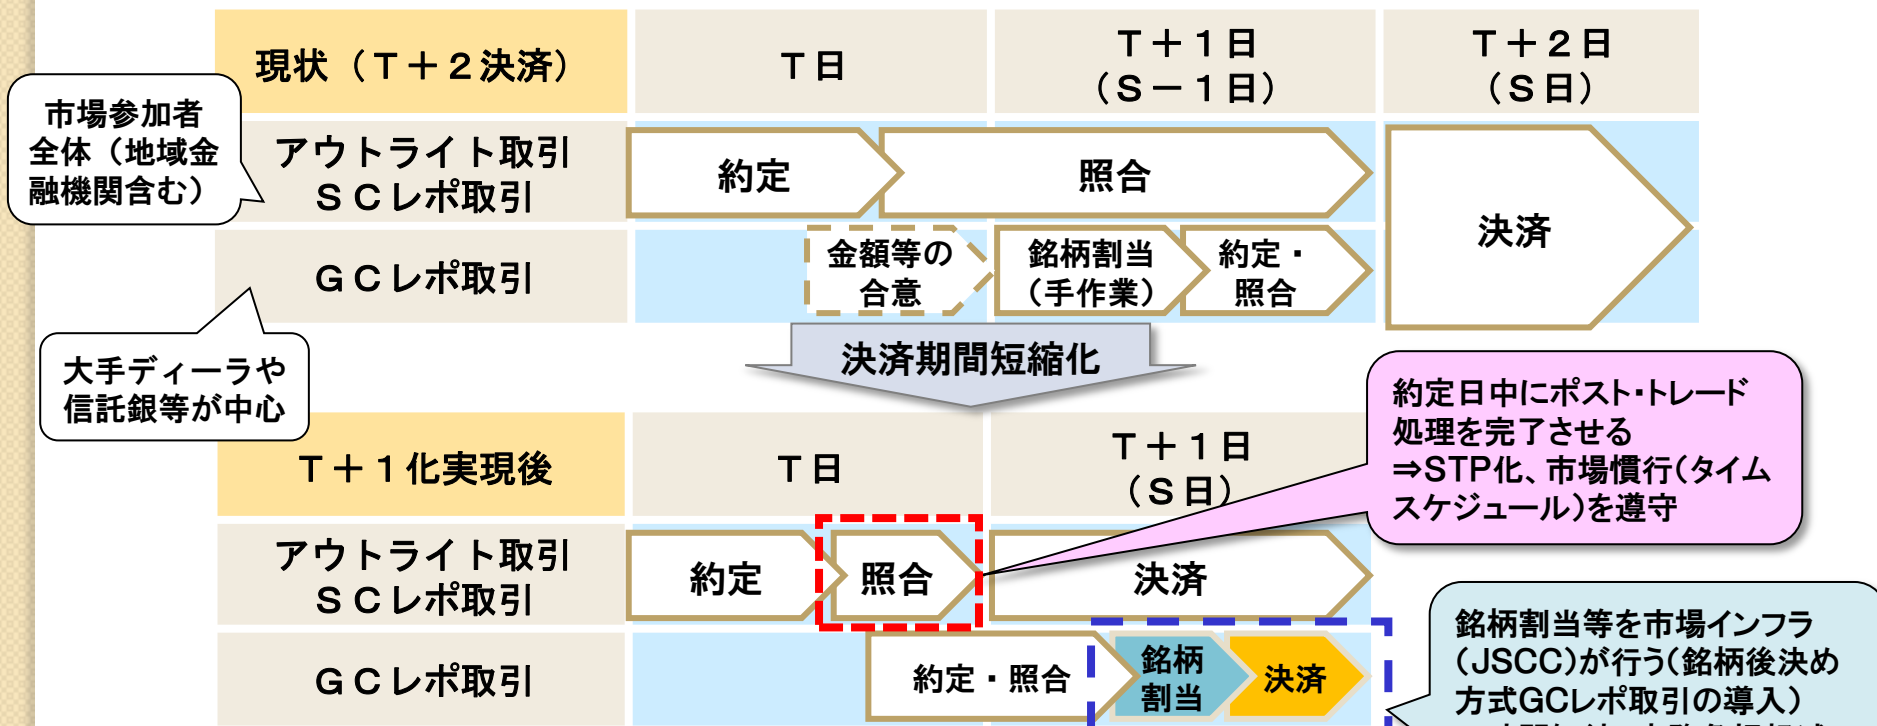 現状（Ｔ＋２決済）
Ｔ日
Ｔ＋１日
（Ｓ－１日）
Ｔ＋２日
（Ｓ日）
市場参加者
全体（地域金
融機関含む）
アウトライト取引
ＳＣレポ取引
約定
照合
決済
ＧＣレポ取引
金額等の
合意
銘柄割当
（手作業）
約定・
照合
大手ディーラや
信託銀等が中心
決済期間短縮化
約定日中にポスト・トレード
処理を完了させる
⇒STP化、市場慣行(タイム
スケジュール)を遵守
Ｔ＋１化実現後
Ｔ日
Ｔ＋１日
（Ｓ日）
アウトライト取引
ＳＣレポ取引
約定
照合
決済
ＧＣレポ取引
約定・照合
銘柄
割当
決済
銘柄割当等を市場インフラ
(JSCC)が行う(銘柄後決め
方式GCレポ取引の導入)